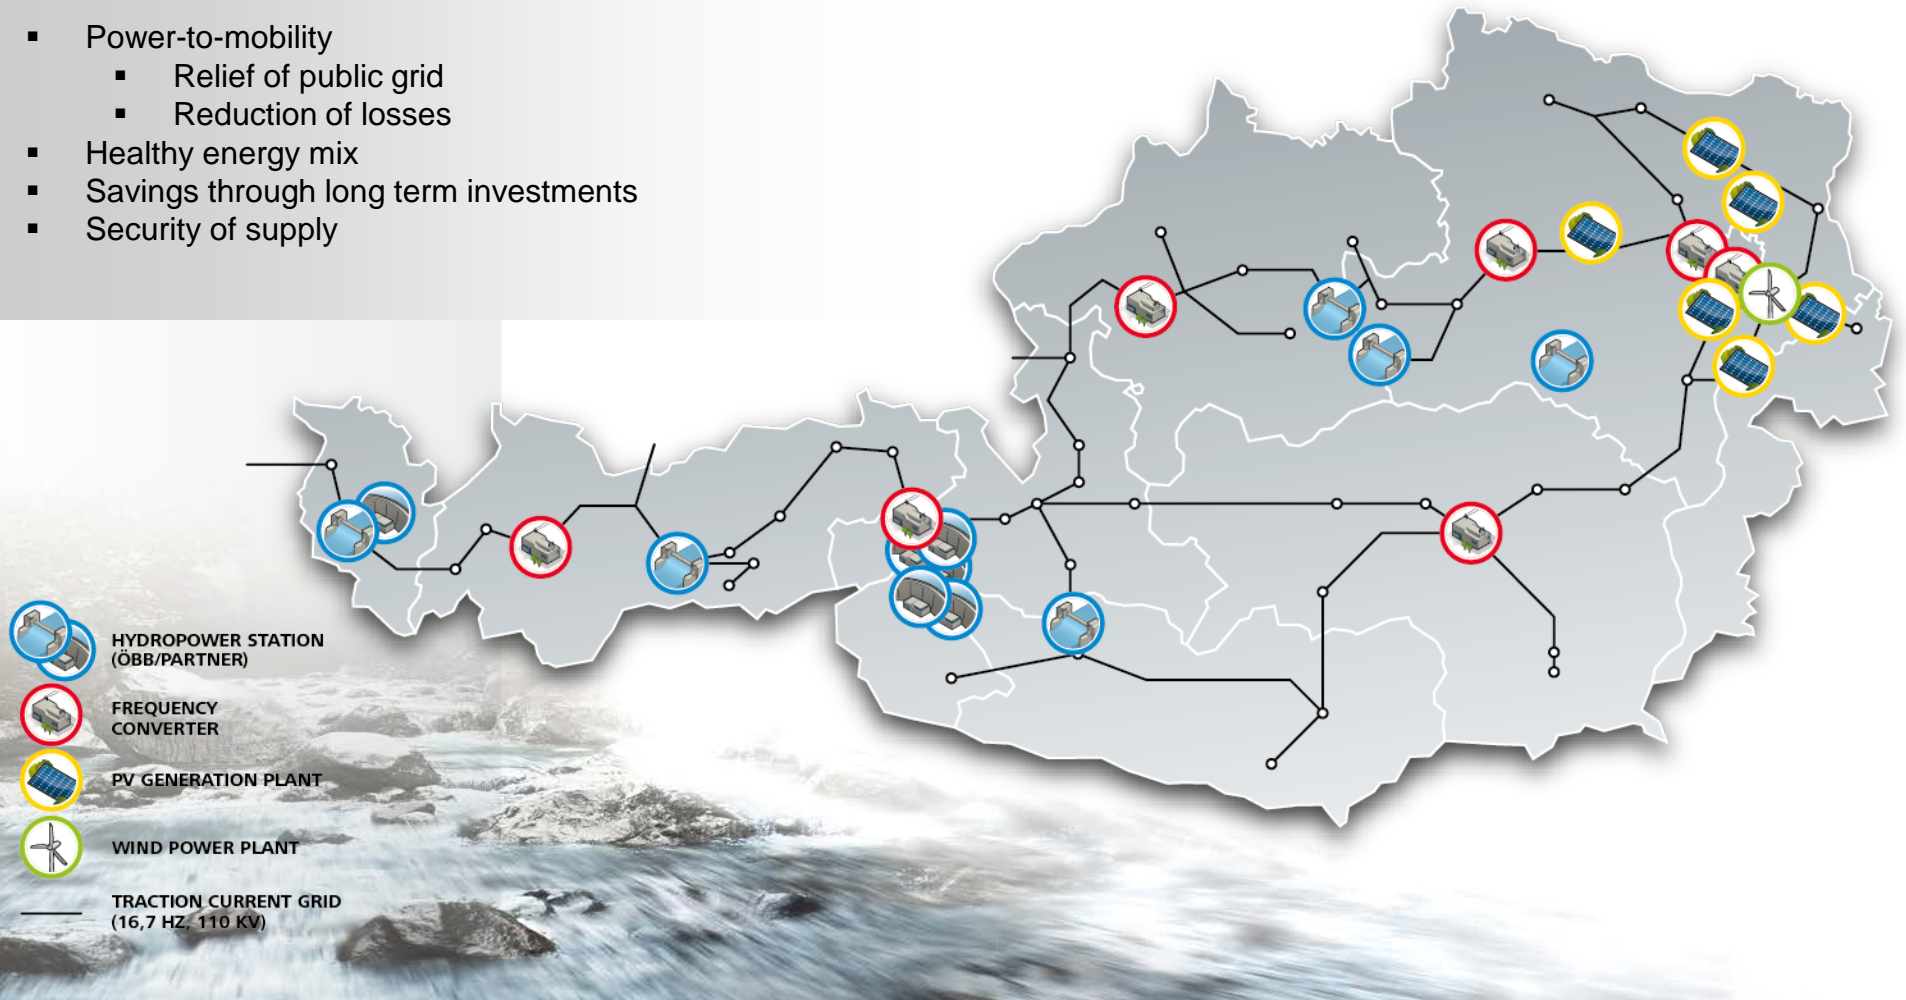 ▪ Power-to-mobility
▪ Relief of public grid
▪ Reduction of losses
▪ Healthy energy mix
▪ Savings through long term investments
▪ Security of supply
HYDROPOWER STATION
(ÖBB/PARTNER)
FREQUENCY
CONVERTER
PV GENERATION PLANT
WIND POWER PLANT
TRACTION CURRENT GRID
(16,7 HZ, 110 KV)